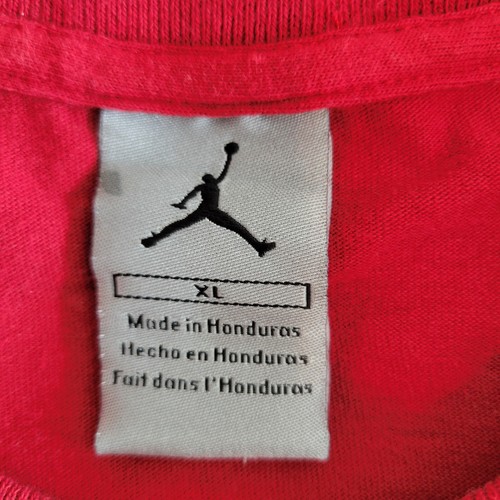 XL
Made in Honduras
Hecho en Honduras
Fait dans l'Honduras